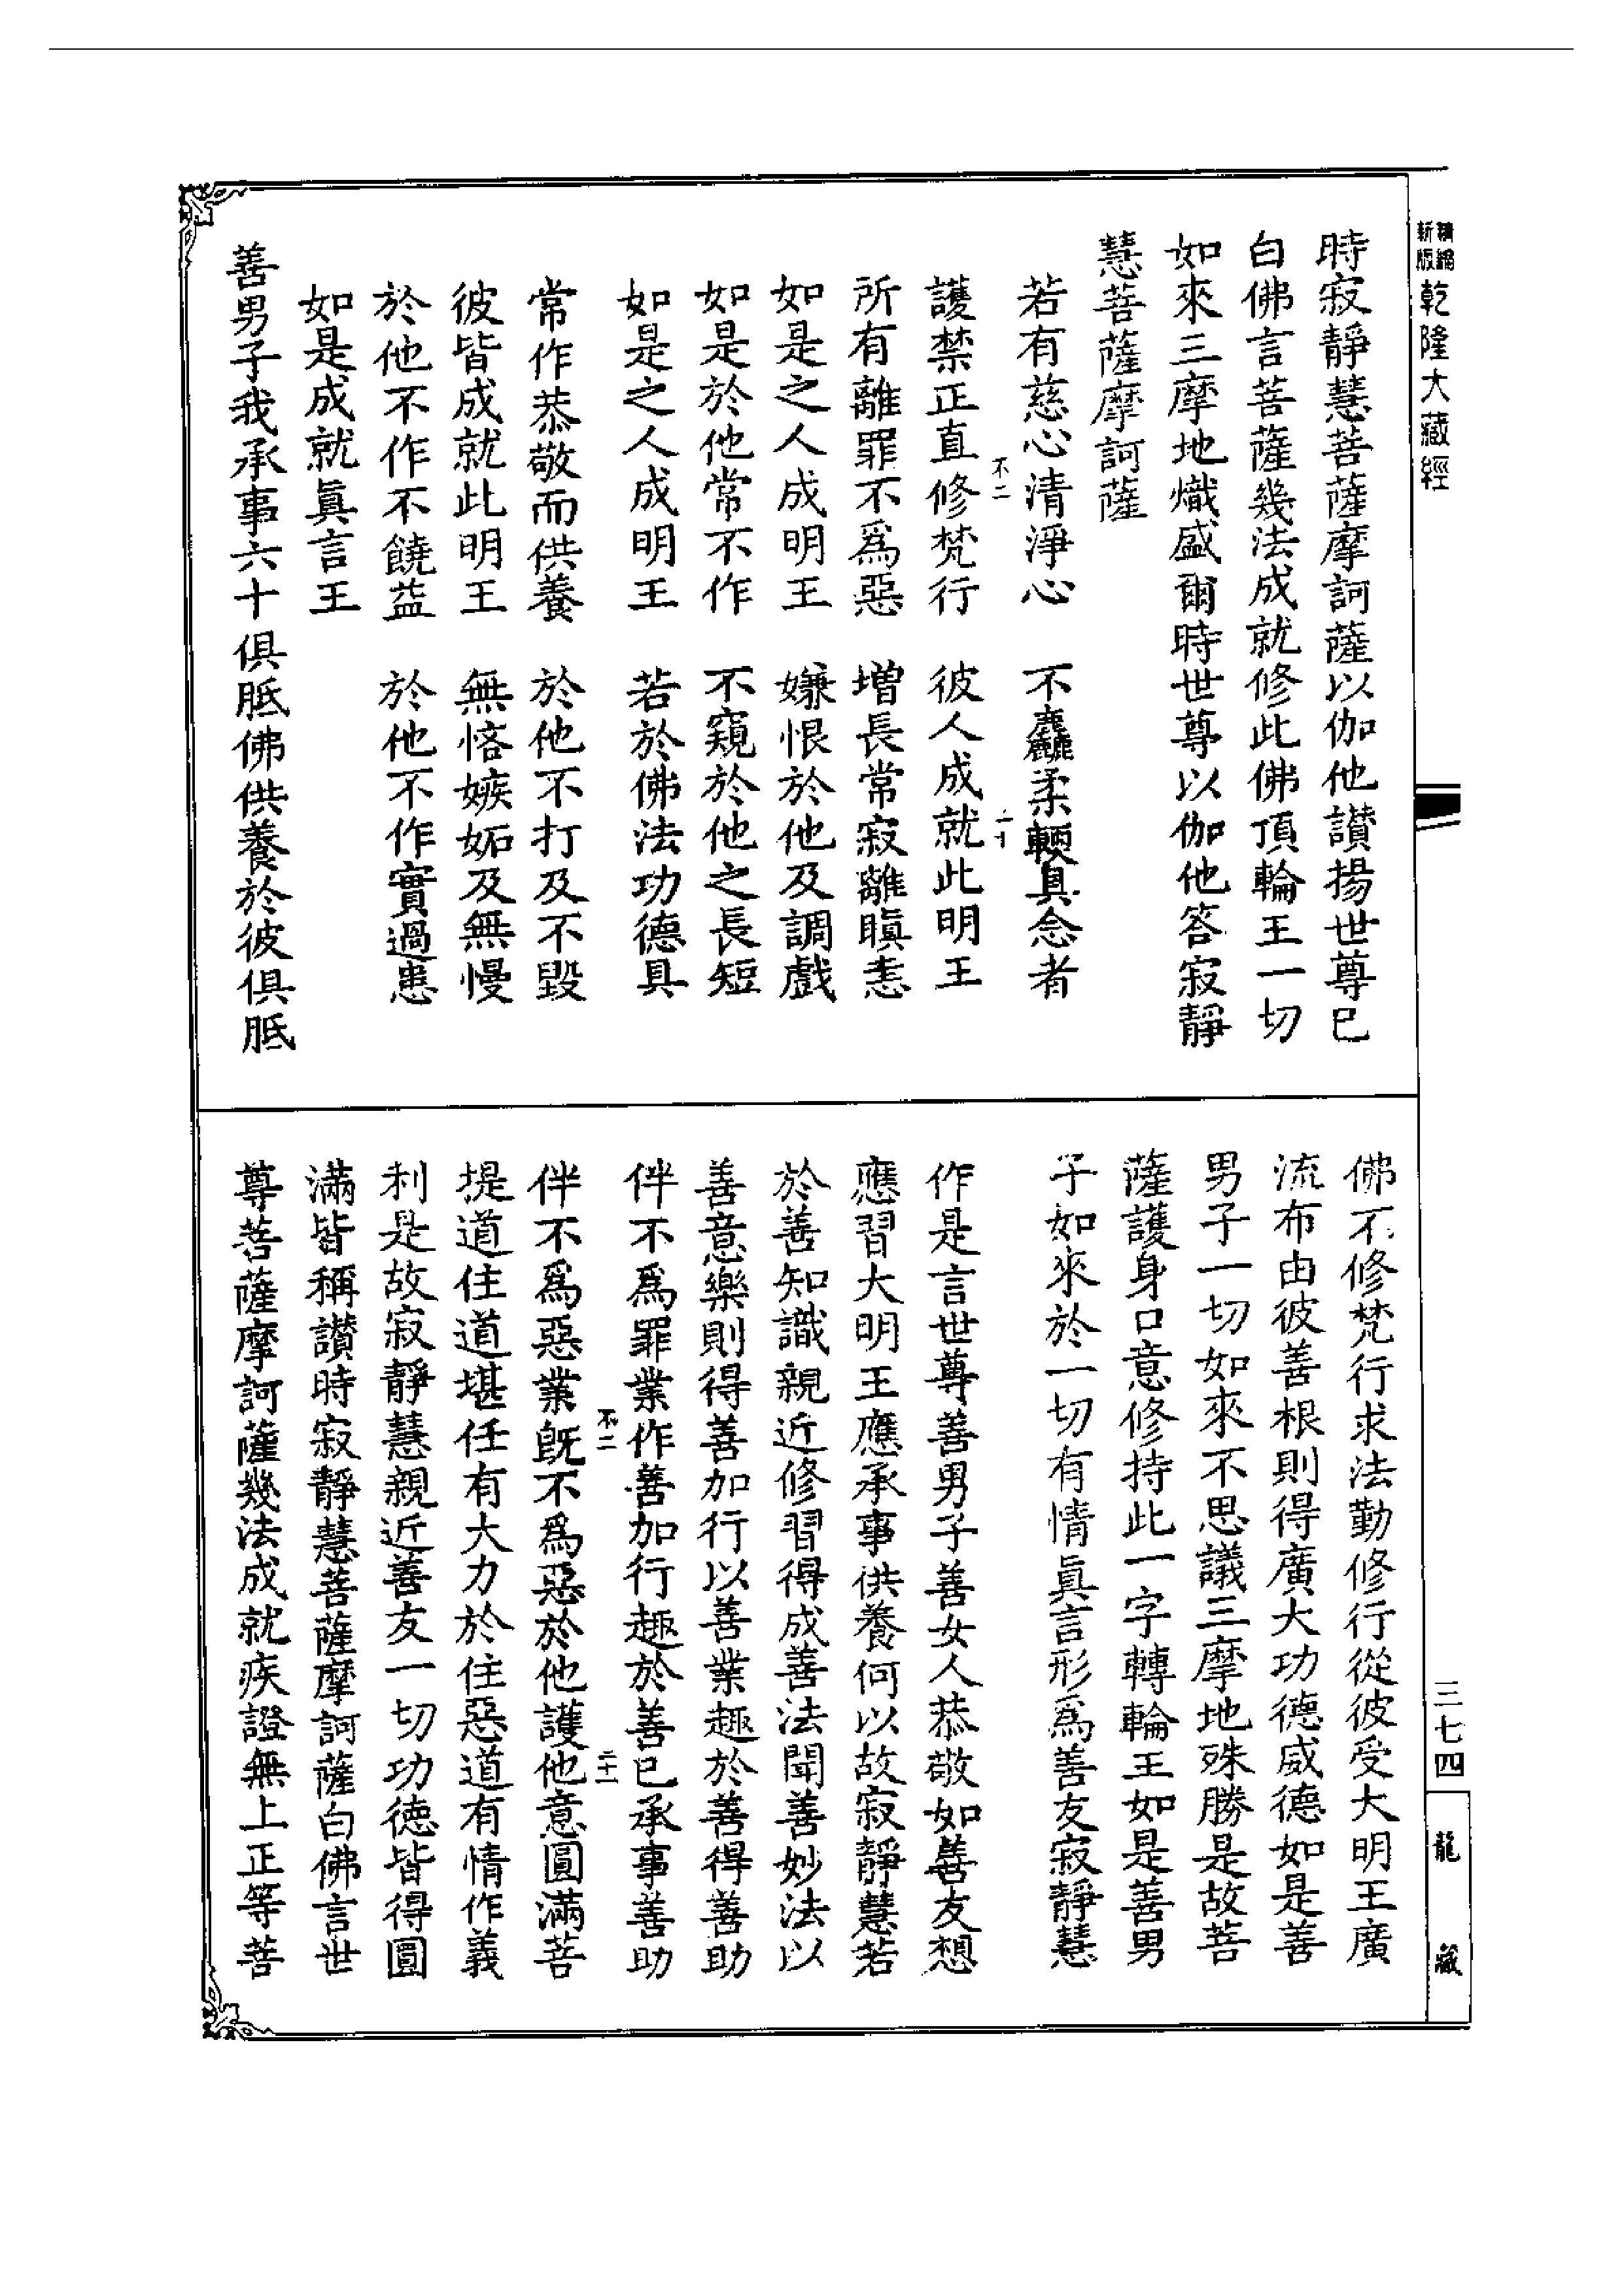 精縮新版乾隆大藏經
時寂靜慧菩薩摩訶薩以伽他讃揚世尊已
白佛言菩薩幾法成就修此佛頂輪王一切
如來三摩地熾盛爾時世尊以伽他答寂靜
慧菩薩摩訶薩
若有慈心清淨心　不麤柔輭具念者
不二　二十
護禁正直修梵行　彼人成就此明王
所有離罪不爲惡　增長常寂離瞋恚
如是之人成明王　嫌恨於他及調戲
如是於他常不作　不窺於他之長短
如是之人成明王　若於佛法功德具
常作恭敬而供養　於他不打及不毀
彼皆成就此明王　無悋嫉妬及無慢
於他不作不饒益　於他不作實過患
如是成就眞言王
善男子我承事六十俱胝佛供養於彼俱胝
佛不修梵行求法勤修行從彼受大明王廣
流布由彼善根則得廣大功德威德如是善
男子一切如來不思議三摩地殊勝是故菩
薩護身口意修持此一字轉輪王如是善男
子如來於一切有情眞言形爲善友寂靜慧
作是言世尊善男子善女人恭敬如善友想
應習大明王應承事供養何以故寂靜慧若
於善知識親近修習得成善法聞善妙法以
善意樂則得善加行以善業趣於善得善助
伴不爲罪業作善加行趣於善已承事善助
不二　二十一
伴不爲惡業旣不爲惡於他護他意圓滿菩
提道住道堪任有大力於住惡道有情作義
利是故寂靜慧親近善友一切功德皆得圓
滿皆稱讃時寂靜慧菩薩摩訶薩白佛言世
尊菩薩摩訶薩幾法成就疾證無上正等菩
三七四
龍藏